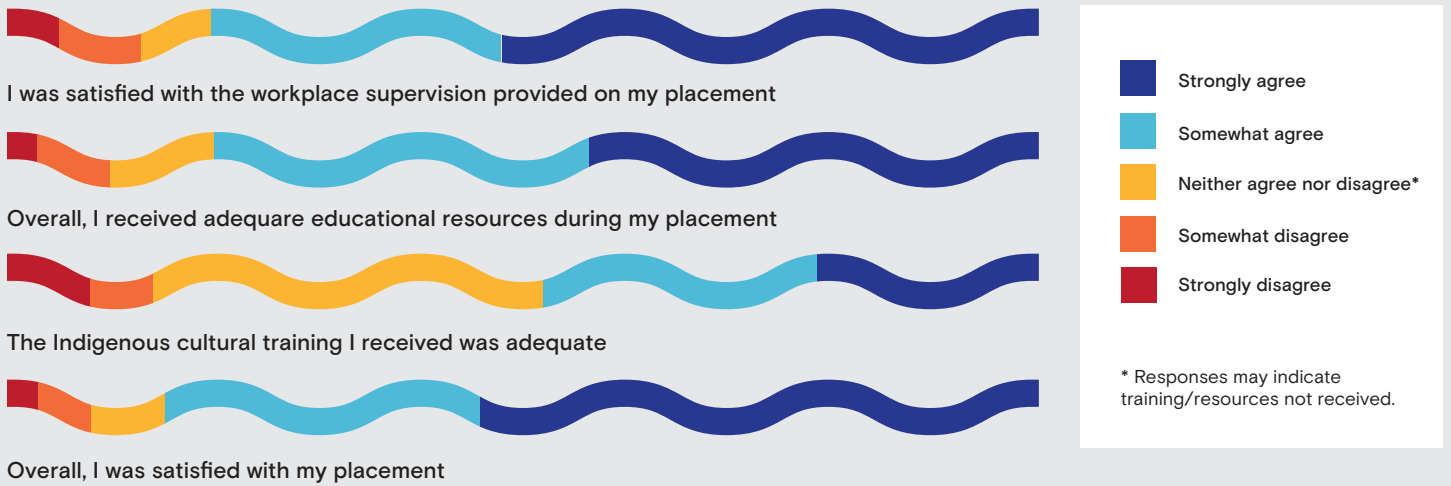 I was satisfied with the workplace supervision provided on my placement
Overall, I received adequare educational resources during my placement
The Indigenous cultural training I received was adequate
Overall, I was satisfied with my placement
Strongly agree
Somewhat agree
Neither agree nor disagree*
Somewhat disagree
Strongly disagree
* Responses may indicate
training/resources not received.